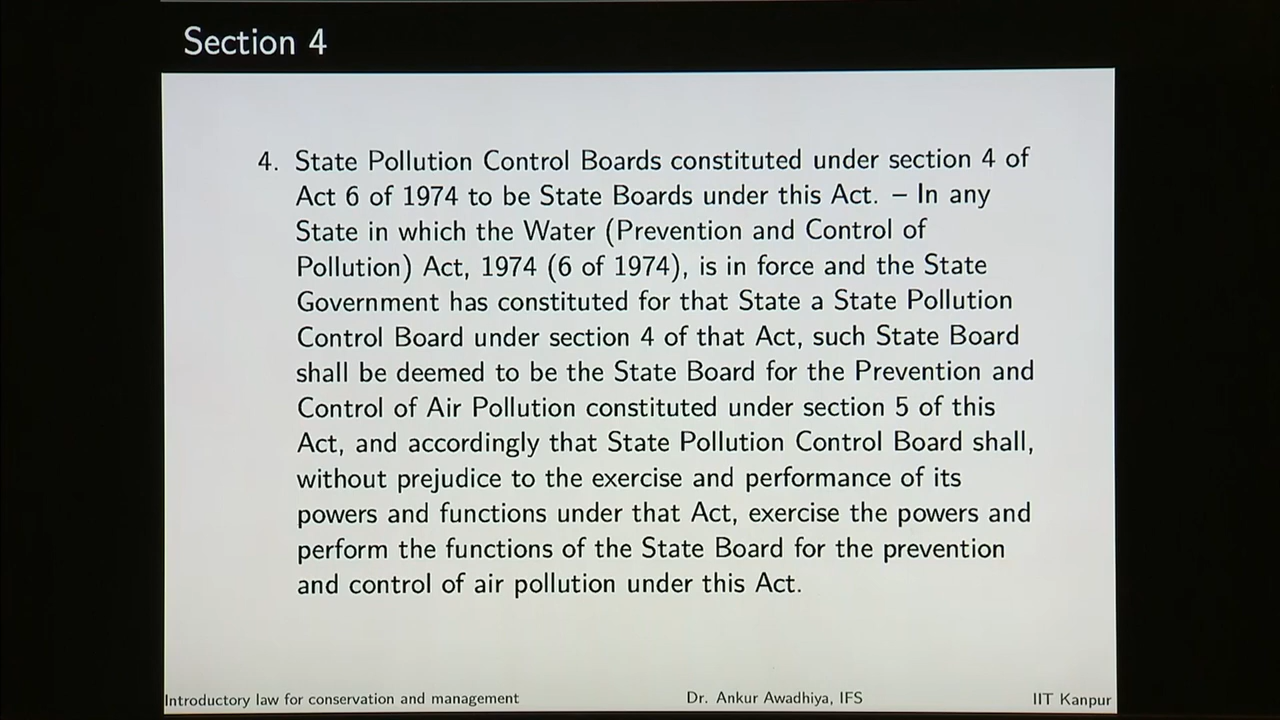 Section 4
4. State Pollution Control Boards constituted under section 4 of
Act 6 of 1974 to be State Boards under this Act. – In any
State in which the Water (Prevention and Control of
Pollution) Act, 1974 (6 of 1974), is in force and the State
Government has constituted for that State a State Pollution
Control Board under section 4 of that Act, such State Board
shall be deemed to be the State Board for the Prevention and
Control of Air Pollution constituted under section 5 of this
Act, and accordingly that State Pollution Control Board shall,
without prejudice to the exercise and performance of its
powers and functions under that Act, exercise the powers and
perform the functions of the State Board for the prevention
and control of air pollution under this Act.
Introductory law for conservation and management Dr. Ankur Awadhiya, IFS IIT Kanpur